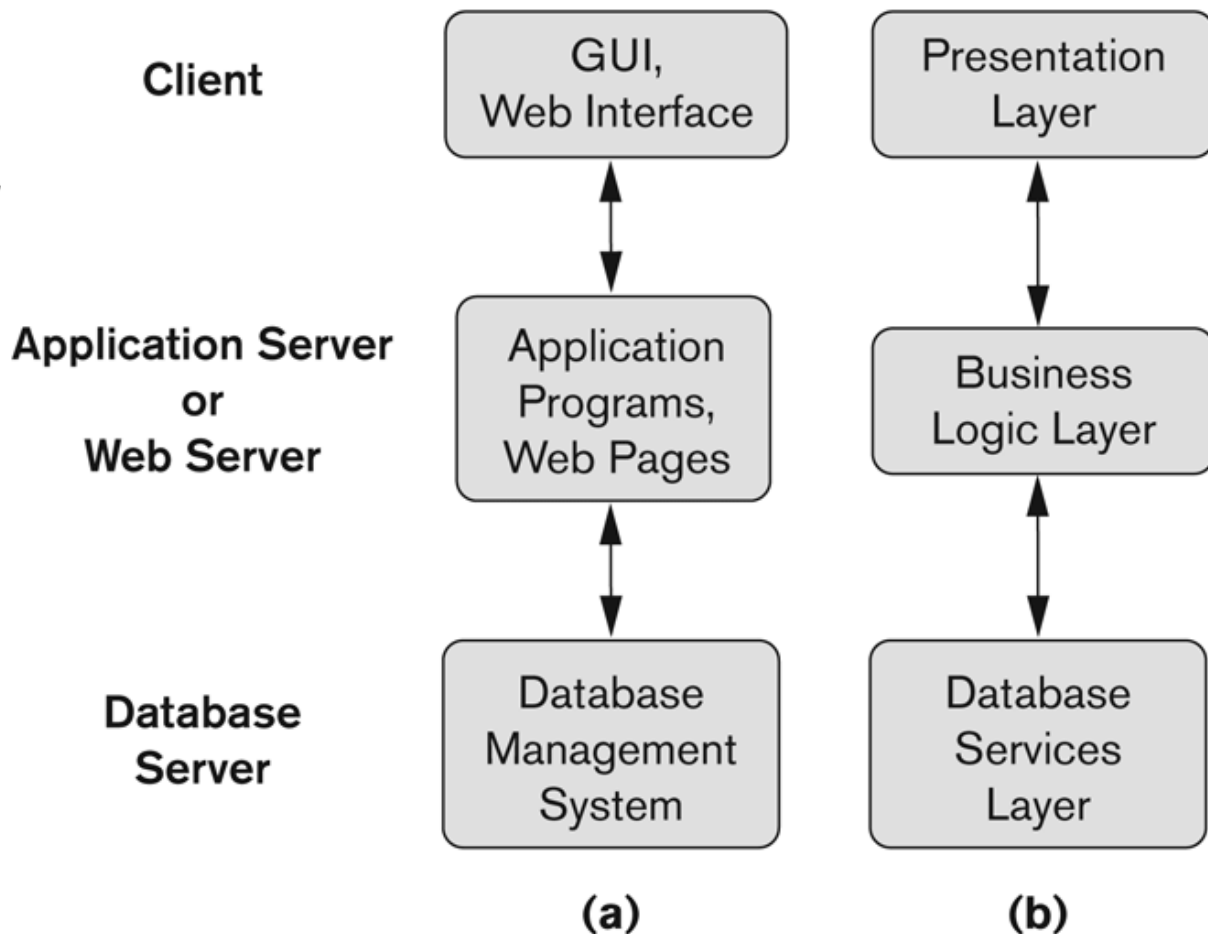 Client
GUI,
Web Interface
Presentation
Layer
Application Server
or
Web Server
Application
Programs,
Web Pages
Business
Logic Layer
Database
Server
Database
Management
System
Database
Services
Layer
(a)
(b)